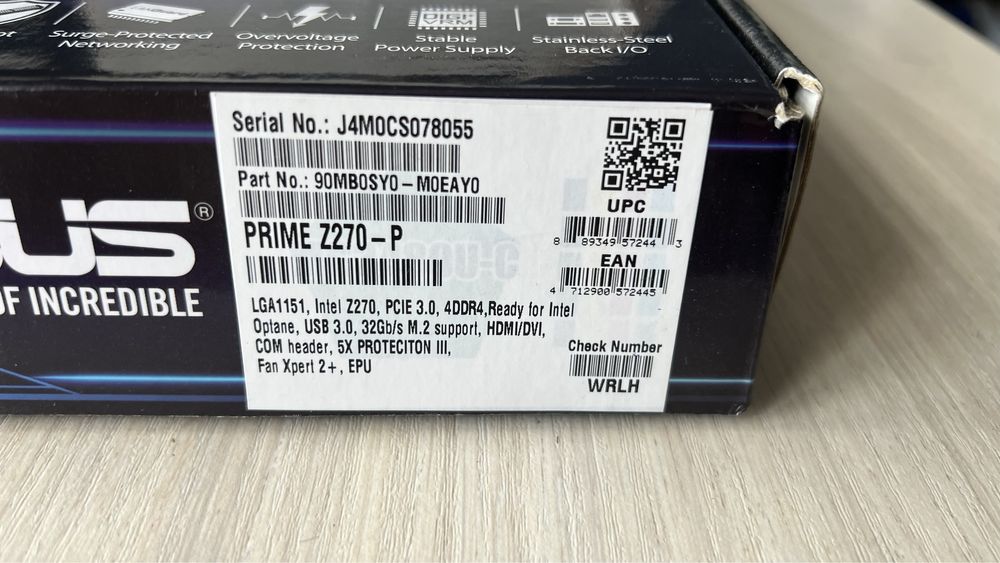 Surge-Protected
Networking
Overvoltage
Protection
DIGI+
VRM
Stable
Power Supply
Stainless-Steel
Back I/O
Serial No.: J4M0CS078055
Part No.: 90MB0SY0-M0EAY0
PRIME Z270-P
LGA1151, Intel Z270, PCIE 3.0, 4DDR4,Ready for Intel
Optane, USB 3.0, 32Gb/s M.2 support, HDMI/DVI,
COM header, 5X PROTECITON III,
Fan Xpert 2+, EPU
UPC
8 89349 57244 3
EAN
4 712900 572445
Check Number
WRLH
SUS®
OF INCREDIBLE